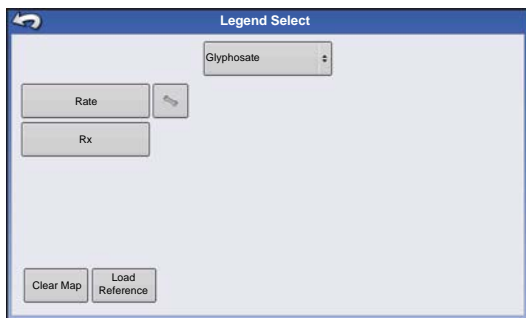 Legend Select
Glyphosate
Rate
Rx
Clear Map
Load
Reference